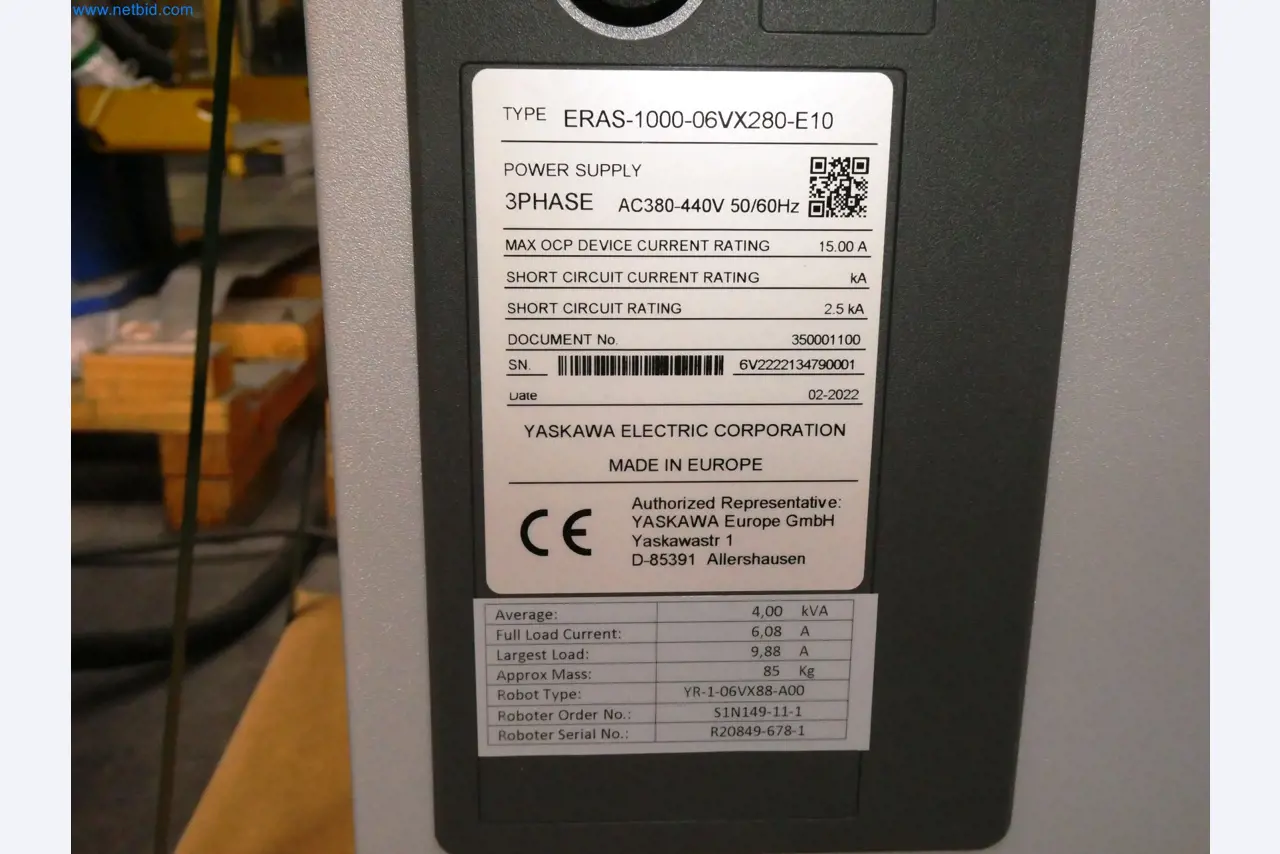 www.netbid.com
TYPE ERAS-1000-06VX280-E10
POWER SUPPLY
3PHASE AC380-440V 50/60Hz
MAX OCP DEVICE CURRENT RATING 15.00 A
SHORT CIRCUIT CURRENT RATING kA
SHORT CIRCUIT RATING 2.5 kA
DOCUMENT No. 350001100
SN. 6V2222134790001
Date 02-2022
YASKAWA ELECTRIC CORPORATION
MADE IN EUROPE
CE
Authorized Representative:
YASKAWA Europe GmbH
Yaskawastr 1
D-85391 Allershausen
Average: 4,00 kVA
Full Load Current: 6,08 A
Largest Load: 9,88 A
Approx Mass: 85 Kg
Robot Type: YR-1-06VX88-A00
Roboter Order No.: S1N149-11-1
Roboter Serial No.: R20849-678-1